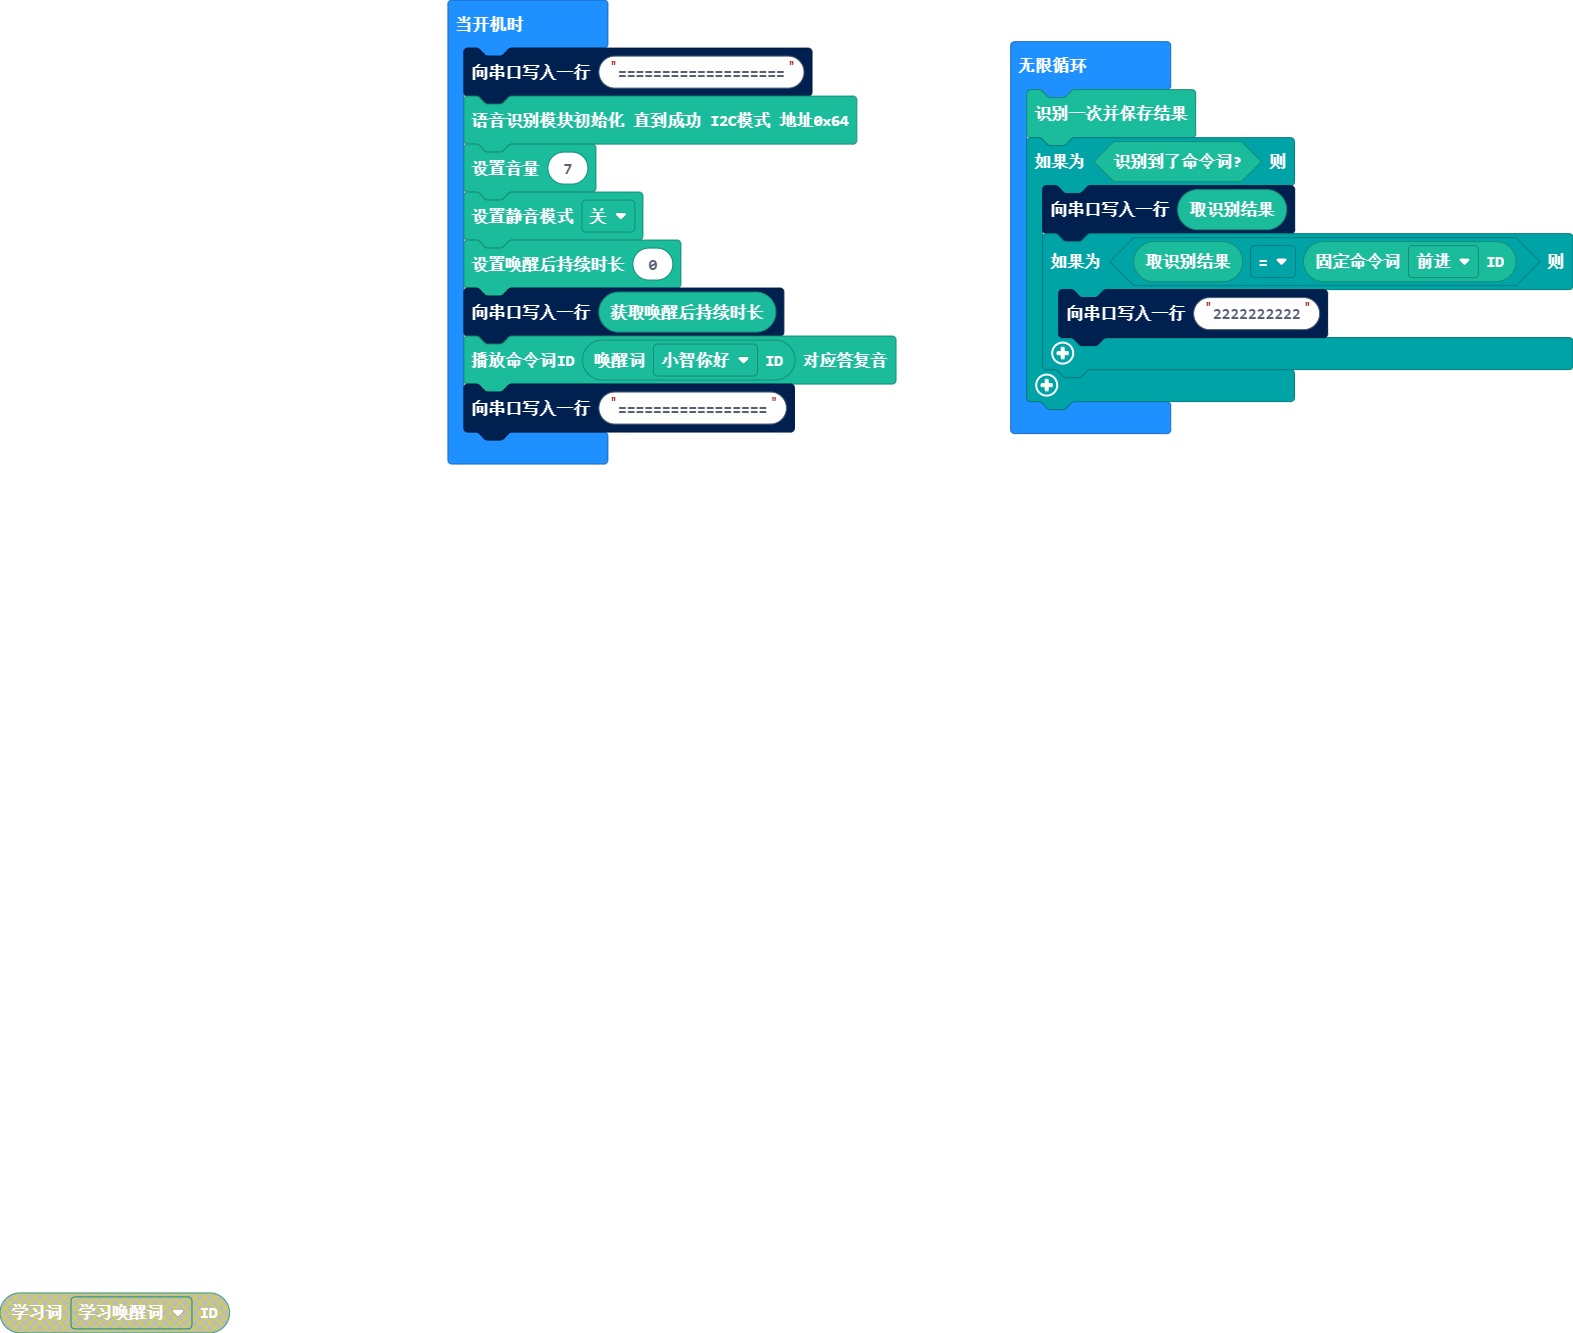 当开机时
向串口写入一行 "==================="
语音识别模块初始化 直到成功 I2C模式 地址0x64
设置音量 7
设置静音模式 关
设置唤醒后持续时长 0
向串口写入一行 获取唤醒后持续时长
播放命令词ID 唤醒词 小智你好 ID 对应答复音
向串口写入一行 "================="
无限循环
识别一次并保存结果
如果为 识别到了命令词? 则
向串口写入一行 取识别结果
如果为 取识别结果 = 固定命令词 前进 ID 则
向串口写入一行 "2222222222"
学习词 学习唤醒词 ID